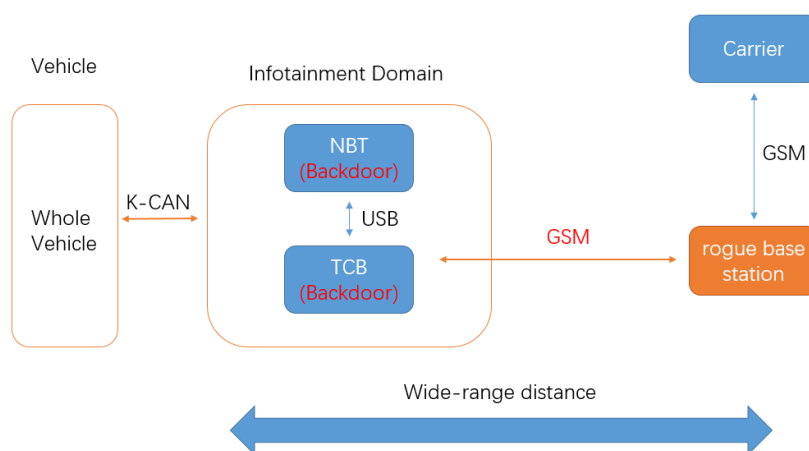 Carrier
Vehicle
Infotainment Domain
NBT
(Backdoor)
GSM
K-CAN
Whole
Vehicle
USB
GSM
rogue base
station
TCB
(Backdoor)
Wide-range distance